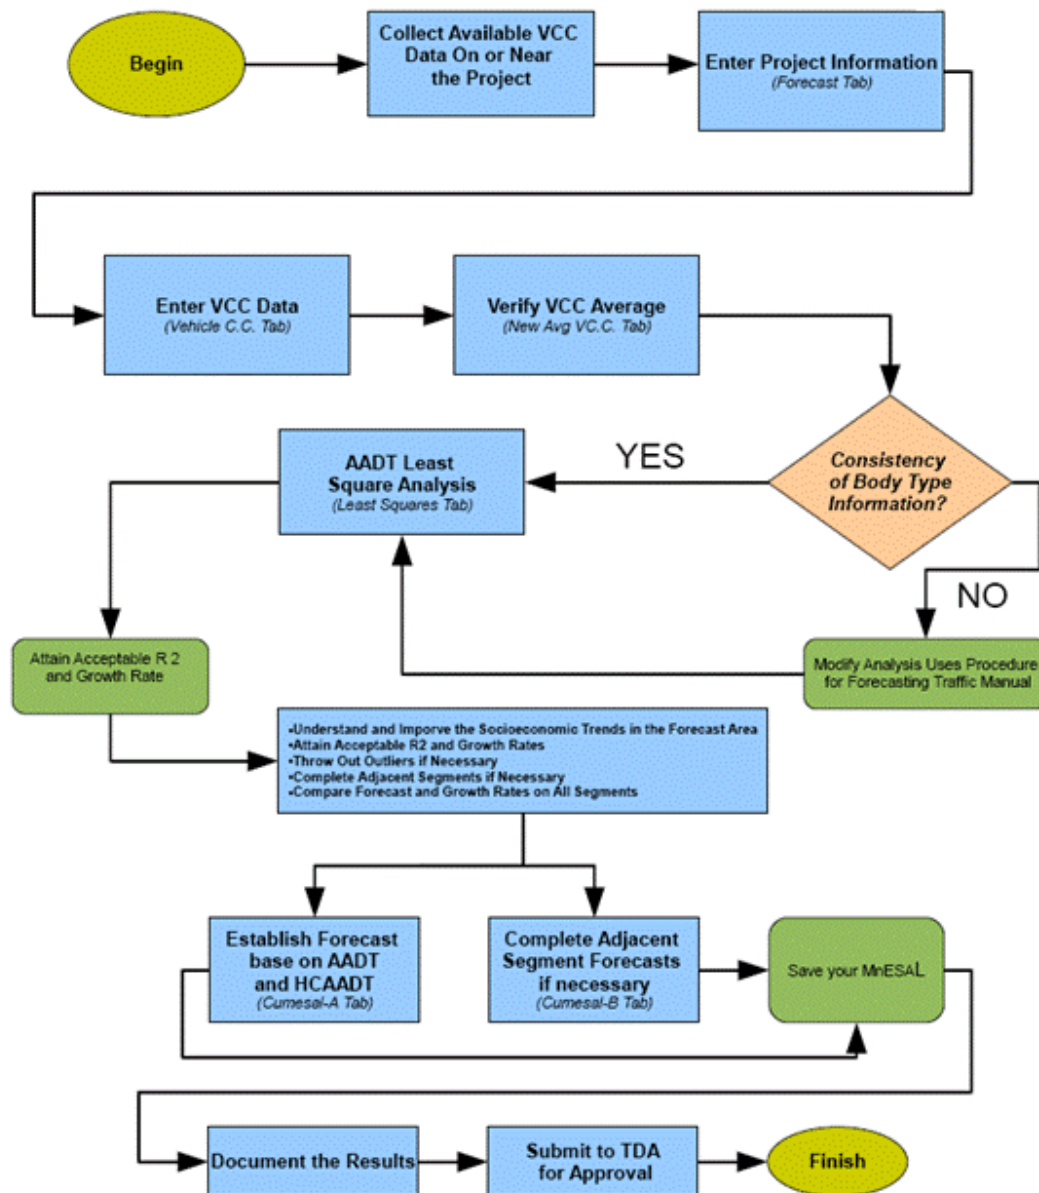 Begin
Collect Available VCC
Data On or Near
the Project
Enter Project Information
(Forecast Tab)
Enter VCC Data
(Vehicle C.C. Tab)
Verify VCC Average
(New Avg VC.C. Tab)
Consistency
of Body Type
Information?
YES
AADT Least
Square Analysis
(Least Squares Tab)
NO
Modify Analysis Uses Procedure
for Forecasting Traffic Manual
Attain Acceptable R 2
and Growth Rate
•Understand and Imporve the Socioeconomic Trends in the Forecast Area
•Attain Acceptable R2 and Growth Rates
•Throw Out Outliers if Necessary
•Complete Adjacent Segments if Necessary
•Compare Forecast and Growth Rates on All Segments
Establish Forecast
base on AADT
and HCAADT
(Cumesal-A Tab)
Complete Adjacent
Segment Forecasts
if necessary
(Cumesal-B Tab)
Save your MnESAL
Document the Results
Submit to TDA
for Approval
Finish